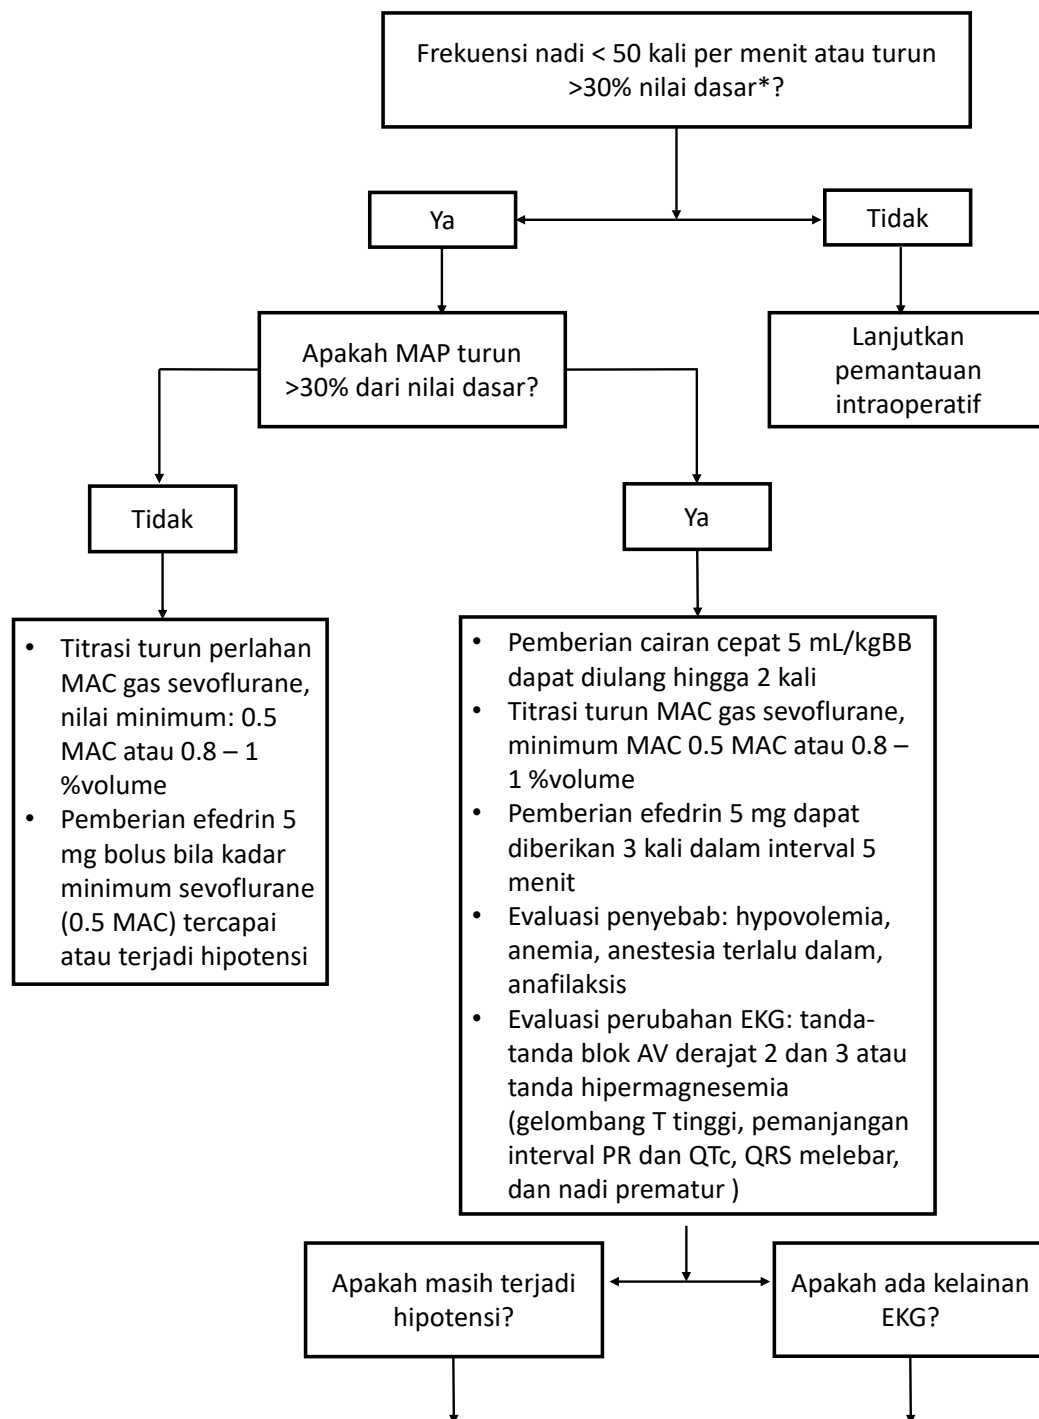 Frekuensi nadi < 50 kali per menit atau turun
>30% nilai dasar*?
Ya
Tidak
Apakah MAP turun
>30% dari nilai dasar?
Lanjutkan
pemantauan
intraoperatif
Tidak
Ya
• Titrasi turun perlahan
MAC gas sevoflurane,
nilai minimum: 0.5
MAC atau 0.8 – 1
%volume
• Pemberian efedrin 5
mg bolus bila kadar
minimum sevoflurane
(0.5 MAC) tercapai
atau terjadi hipotensi
• Pemberian cairan cepat 5 mL/kgBB
dapat diulang hingga 2 kali
• Titrasi turun MAC gas sevoflurane,
minimum MAC 0.5 MAC atau 0.8 –
1 %volume
• Pemberian efedrin 5 mg dapat
diberikan 3 kali dalam interval 5
menit
• Evaluasi penyebab: hypovolemia,
anemia, anestesia terlalu dalam,
anafilaksis
• Evaluasi perubahan EKG: tanda-
tanda blok AV derajat 2 dan 3 atau
tanda hipermagnesemia
(gelombang T tinggi, pemanjangan
interval PR dan QTc, QRS melebar,
dan nadi prematur )
Apakah masih terjadi
hipotensi?
Apakah ada kelainan
EKG?